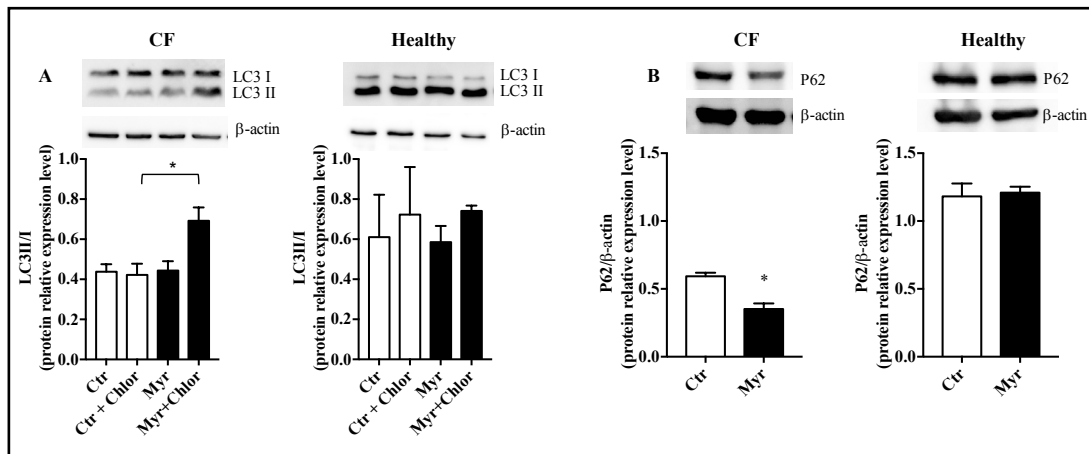 CF
Healthy
A
LC3 I
LC3 II
β-actin
LC3 I
LC3 II
β-actin
*
LC3II/I
(protein relative expression level)
1.0
0.8
0.6
0.4
0.2
0.0
Ctr
Ctr + Chlor
Myr
Myr+Chlor
LC3II/I
(protein relative expression level)
1.0
0.8
0.6
0.4
0.2
0.0
Ctr
Ctr + Chlor
Myr
Myr+Chlor
CF
Healthy
B
P62
β-actin
P62
β-actin
P62/β-actin
(protein relative expression level)
1.5
1.0
0.5
0.0
*
Ctr
Myr
P62/β-actin
(protein relative expression level)
1.5
1.0
0.5
0.0
Ctr
Myr